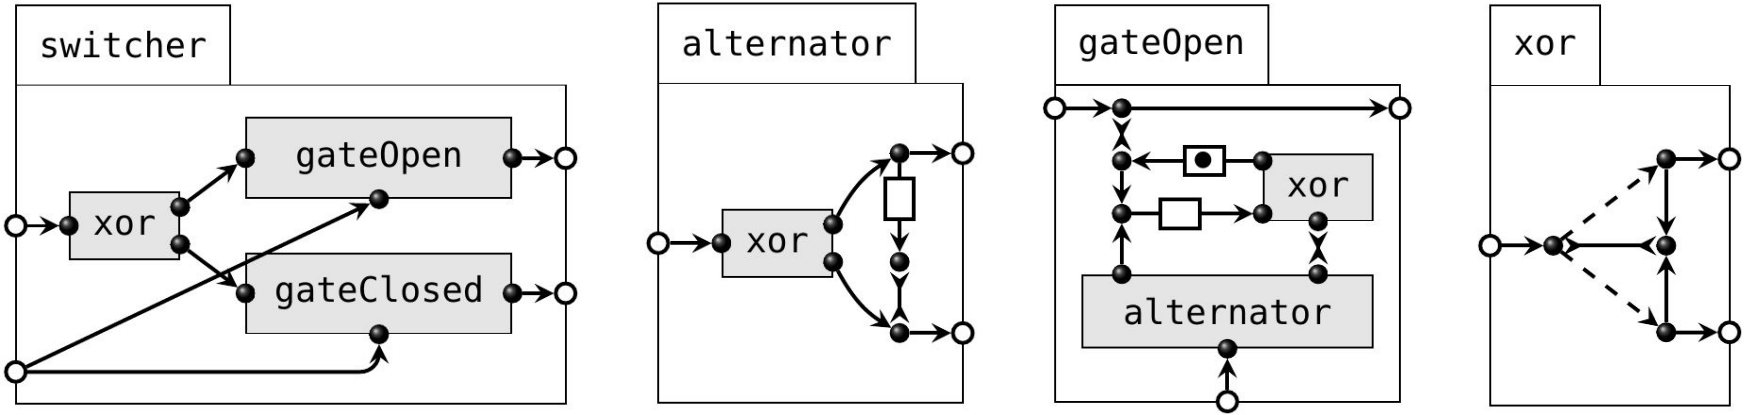 switcher
xor
gateOpen
gateClosed
alternator
xor
gateOpen
xor
alternator
xor